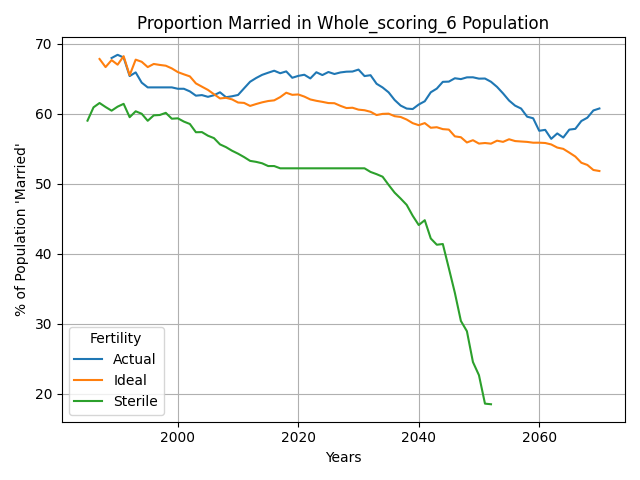 Proportion Married in Whole_scoring_6 Population
% of Population 'Married'
70
60
50
40
30
20
Fertility
Actual
Ideal
Sterile
2000 2020 2040 2060
Years